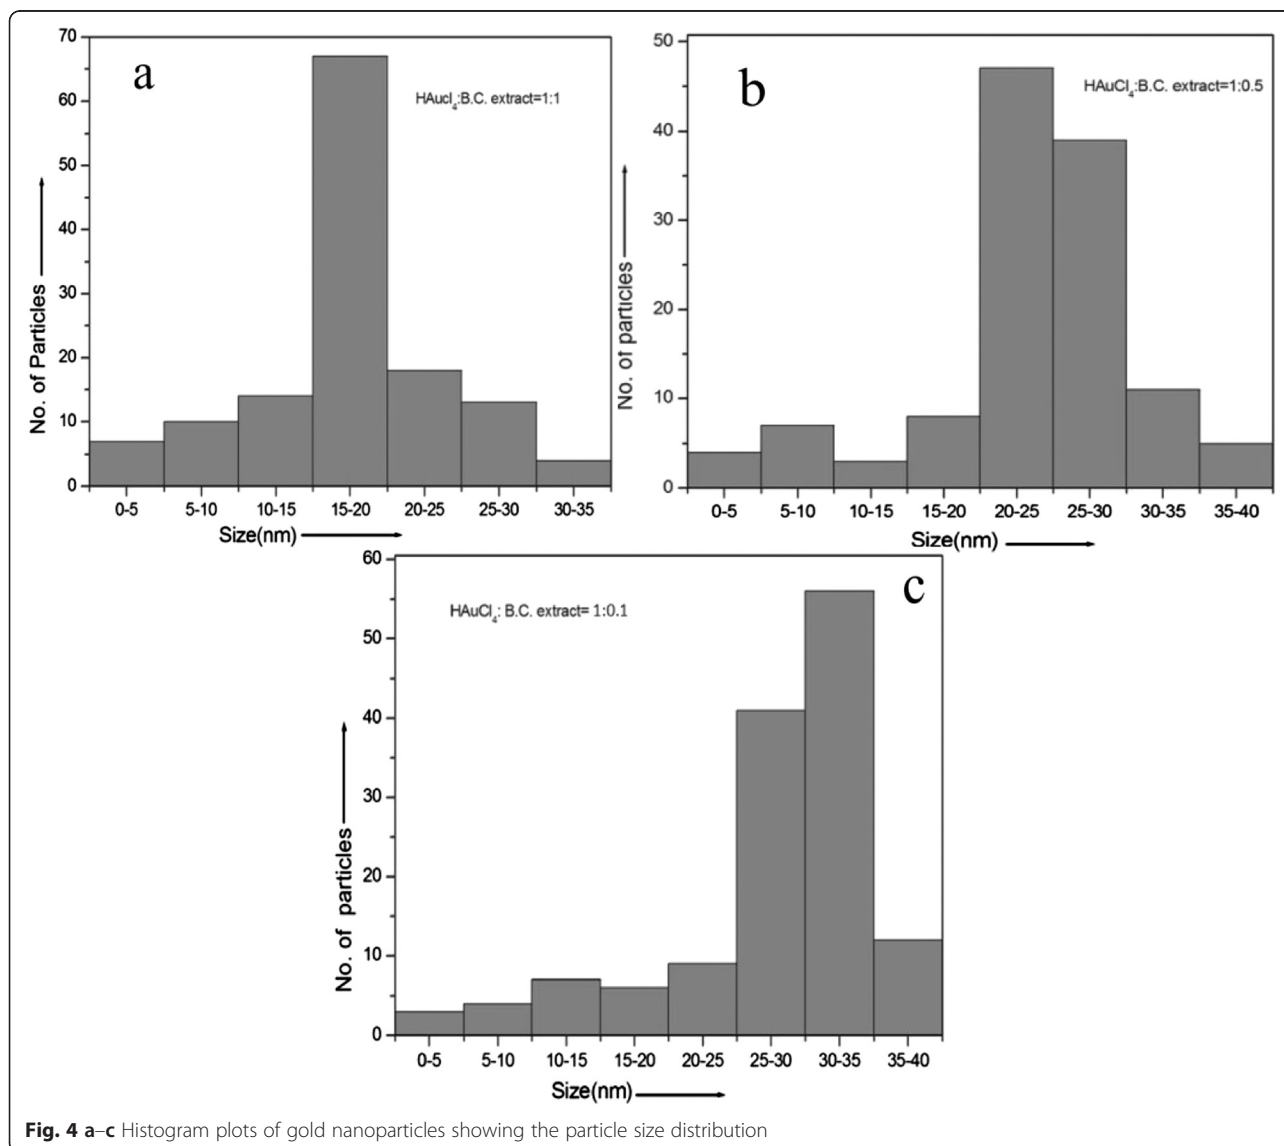 a
HAucl4:B.C. extract=1:1
70
60
50
40
30
20
10
0
No. of Particles
0-5 5-10 10-15 15-20 20-25 25-30 30-35
Size(nm)
b
HAuCl4:B.C. extract=1:0.5
50
40
30
20
10
0
No. of particles
0-5 5-10 10-15 15-20 20-25 25-30 30-35 35-40
Size(nm)
c
HAuCl4: B.C. extract= 1:0.1
60
50
40
30
20
10
0
No. of particles
0-5 5-10 10-15 15-20 20-25 25-30 30-35 35-40
Size(nm)
Fig. 4 a–c Histogram plots of gold nanoparticles showing the particle size distribution